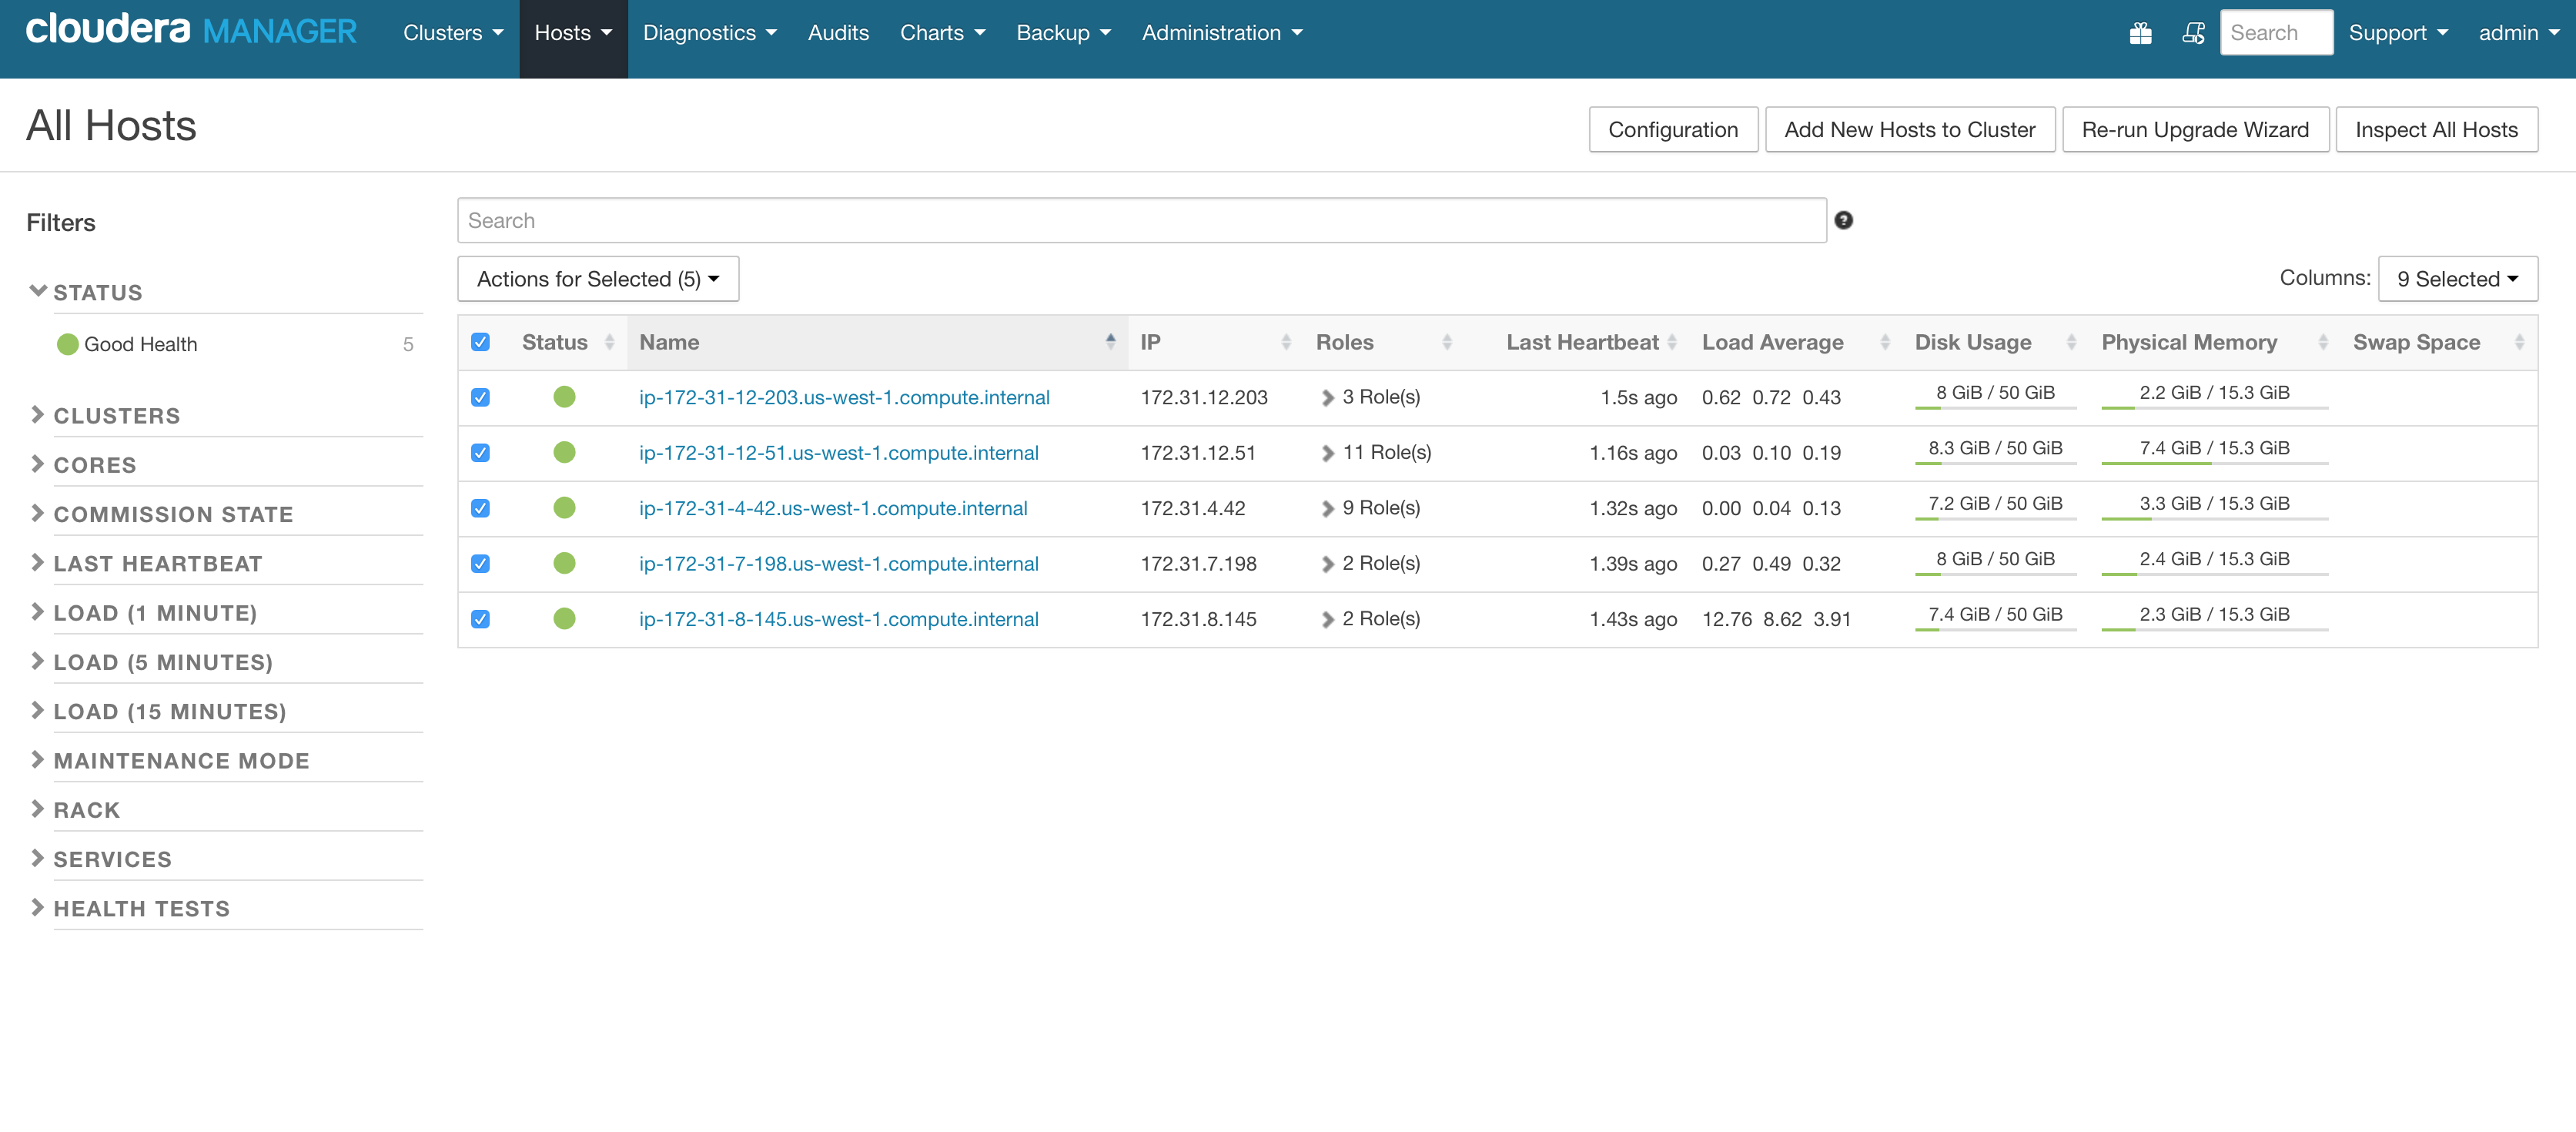 cloudera MANAGER Clusters Hosts Diagnostics Audits Charts Backup Administration Search Support admin
All Hosts
Configuration Add New Hosts to Cluster Re-run Upgrade Wizard Inspect All Hosts
Filters
STATUS
Good Health 5
CLUSTERS
CORES
COMMISSION STATE
LAST HEARTBEAT
LOAD (1 MINUTE)
LOAD (5 MINUTES)
LOAD (15 MINUTES)
MAINTENANCE MODE
RACK
SERVICES
HEALTH TESTS
Search ?
Actions for Selected (5) Columns: 9 Selected
Status Name IP Roles Last Heartbeat Load Average Disk Usage Physical Memory Swap Space
ip-172-31-12-203.us-west-1.compute.internal 172.31.12.203 3 Role(s) 1.5s ago 0.62 0.72 0.43 8 GiB / 50 GiB 2.2 GiB / 15.3 GiB
ip-172-31-12-51.us-west-1.compute.internal 172.31.12.51 11 Role(s) 1.16s ago 0.03 0.10 0.19 8.3 GiB / 50 GiB 7.4 GiB / 15.3 GiB
ip-172-31-4-42.us-west-1.compute.internal 172.31.4.42 9 Role(s) 1.32s ago 0.00 0.04 0.13 7.2 GiB / 50 GiB 3.3 GiB / 15.3 GiB
ip-172-31-7-198.us-west-1.compute.internal 172.31.7.198 2 Role(s) 1.39s ago 0.27 0.49 0.32 8 GiB / 50 GiB 2.4 GiB / 15.3 GiB
ip-172-31-8-145.us-west-1.compute.internal 172.31.8.145 2 Role(s) 1.43s ago 12.76 8.62 3.91 7.4 GiB / 50 GiB 2.3 GiB / 15.3 GiB